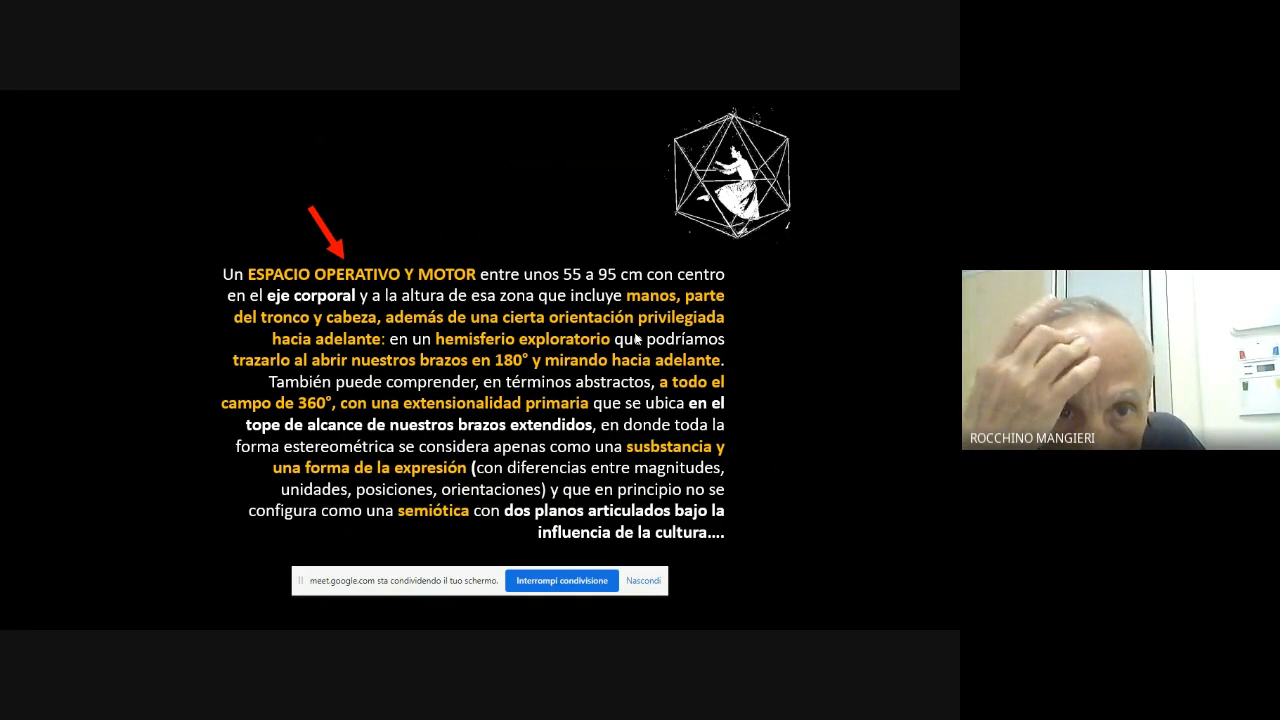 Un ESPACIO OPERATIVO Y MOTOR entre unos 55 a 95 cm con centro
en el eje corporal y a la altura de esa zona que incluye manos, parte
del tronco y cabeza, además de una cierta orientación privilegiada
hacia adelante: en un hemisferio exploratorio que podríamos
trazarlo al abrir nuestros brazos en 180° y mirando hacia adelante.
También puede comprender, en términos abstractos, a todo el
campo de 360°, con una extensionalidad primaria que se ubica en el
tope de alcance de nuestros brazos extendidos, en donde toda la
forma estereométrica se considera apenas como una susbstancia y
una forma de la expresión (con diferencias entre magnitudes,
unidades, posiciones, orientaciones) y que en principio no se
configura como una semiótica con dos planos articulados bajo la
influencia de la cultura....
meet.google.com sta condividendo il tuo schermo. Interrompi condivisione Nascondi
ROCCHINO MANGIERI